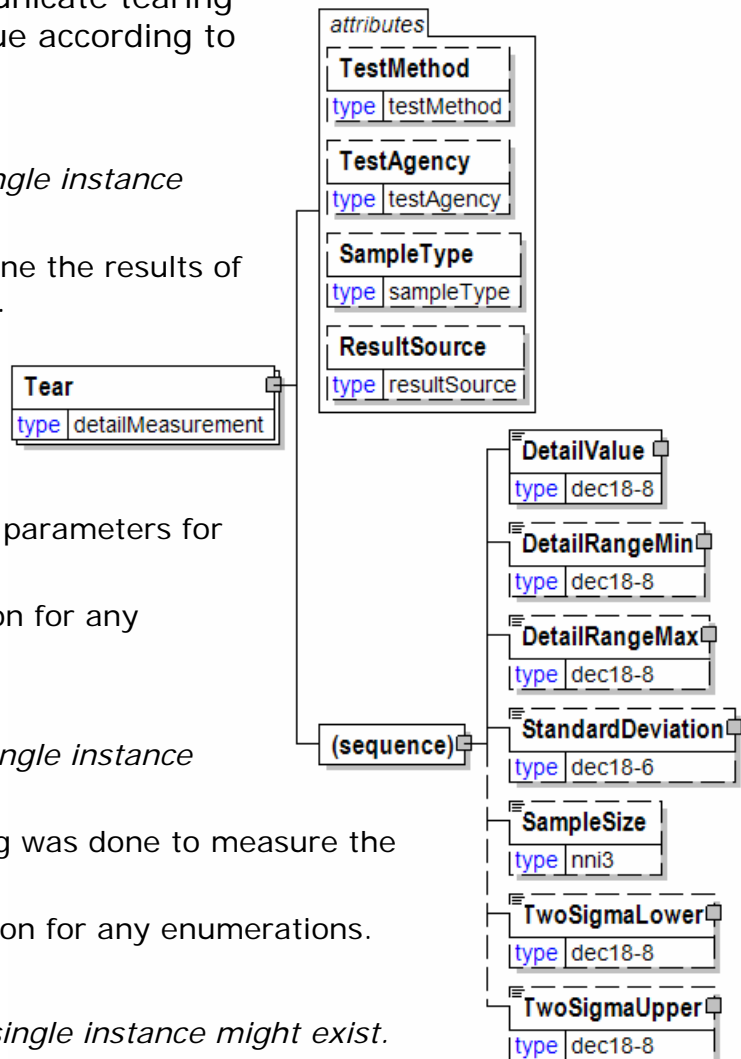 unicate tearing
ue according to
ngle instance
ne the results of
.
parameters for
on for any
ngle instance
g was done to measure the
on for any enumerations.
single instance might exist.
attributes
TestMethod
type testMethod
TestAgency
type testAgency
SampleType
type sampleType
ResultSource
type resultSource
Tear
type detailMeasurement
(sequence)
DetailValue
type dec18-8
DetailRangeMin
type dec18-8
DetailRangeMax
type dec18-8
StandardDeviation
type dec18-6
SampleSize
type nni3
TwoSigmaLower
type dec18-8
TwoSigmaUpper
type dec18-8